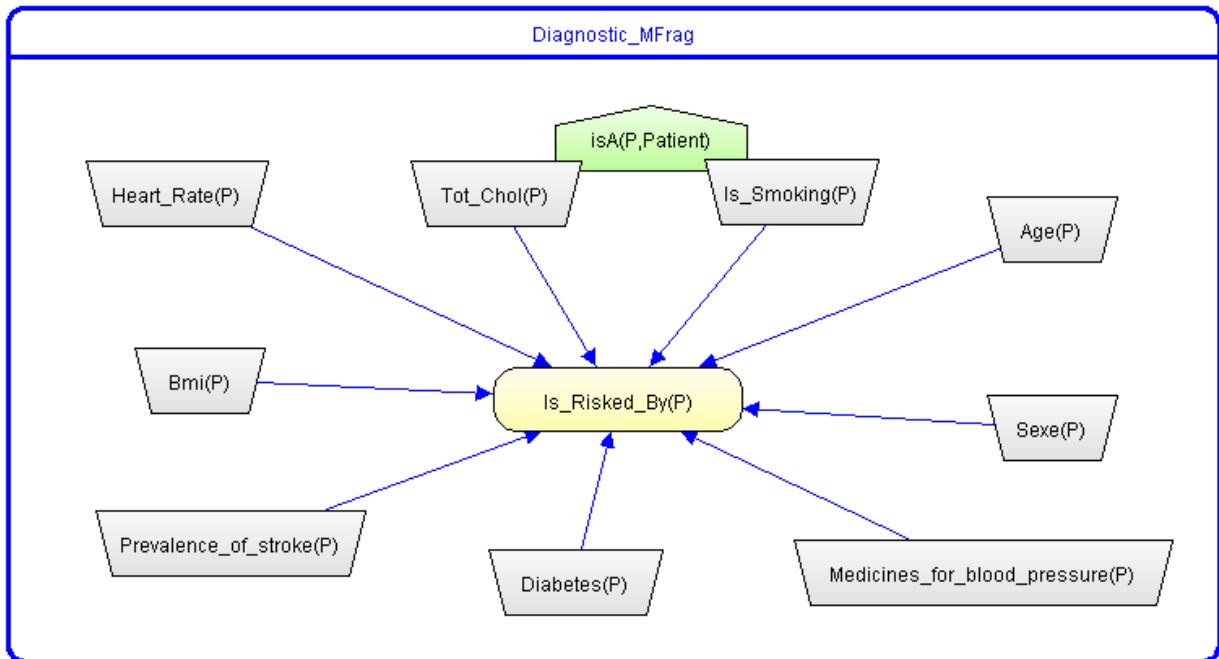 Diagnostic_MFrag
isA(P,Patient)
Heart_Rate(P)
Tot_Chol(P)
Is_Smoking(P)
Age(P)
Bmi(P)
Is_Risked_By(P)
Sexe(P)
Prevalence_of_stroke(P)
Diabetes(P)
Medicines_for_blood_pressure(P)